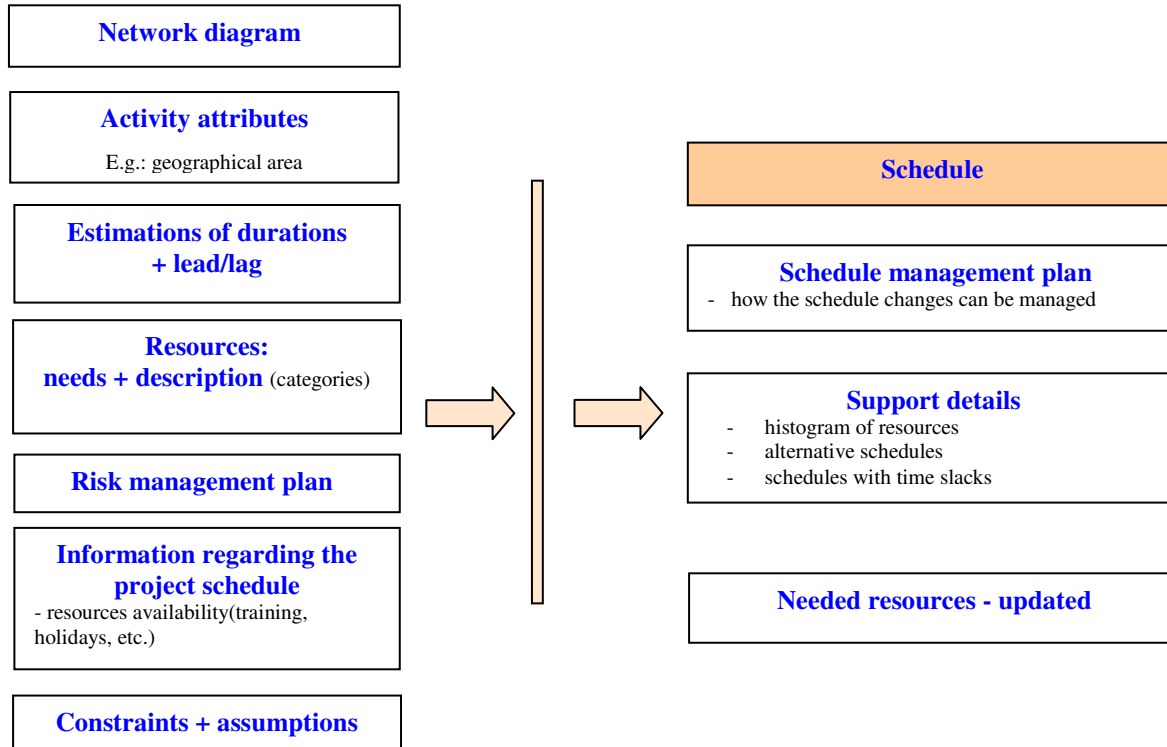 Network diagram
Activity attributes
E.g.: geographical area
Estimations of durations
+ lead/lag
Resources:
needs + description (categories)
Risk management plan
Information regarding the
project schedule
- resources availability(training,
holidays, etc.)
Constraints + assumptions
Schedule
Schedule management plan
- how the schedule changes can be managed
Support details
- histogram of resources
- alternative schedules
- schedules with time slacks
Needed resources - updated